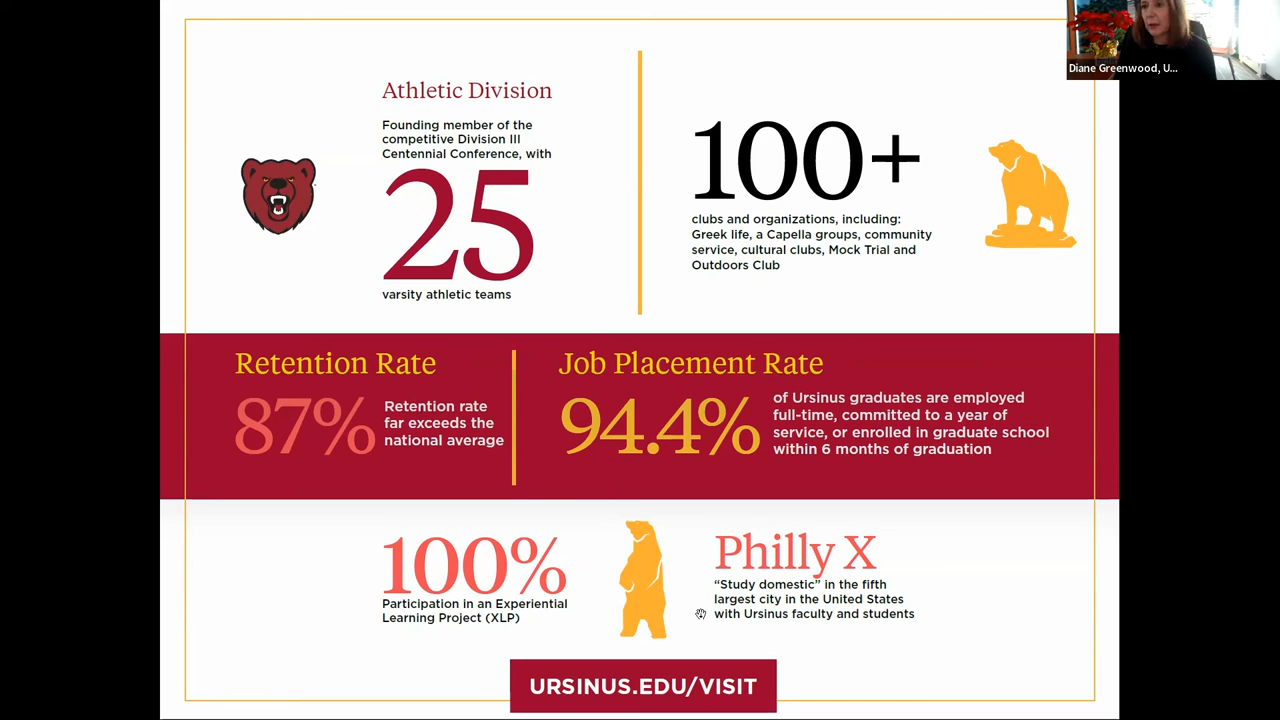 Diane Greenwood, U...
Athletic Division
Founding member of the
competitive Division III
Centennial Conference, with
25
varsity athletic teams
100+
clubs and organizations, including:
Greek life, a Capella groups, community
service, cultural clubs, Mock Trial and
Outdoors Club
Retention Rate
87%
Retention rate
far exceeds the
national average
Job Placement Rate
94.4%
of Ursinus graduates are employed
full-time, committed to a year of
service, or enrolled in graduate school
within 6 months of graduation
100%
Participation in an Experiential
Learning Project (XLP)
Philly X
“Study domestic” in the fifth
largest city in the United States
with Ursinus faculty and students
URSINUS.EDU/VISIT